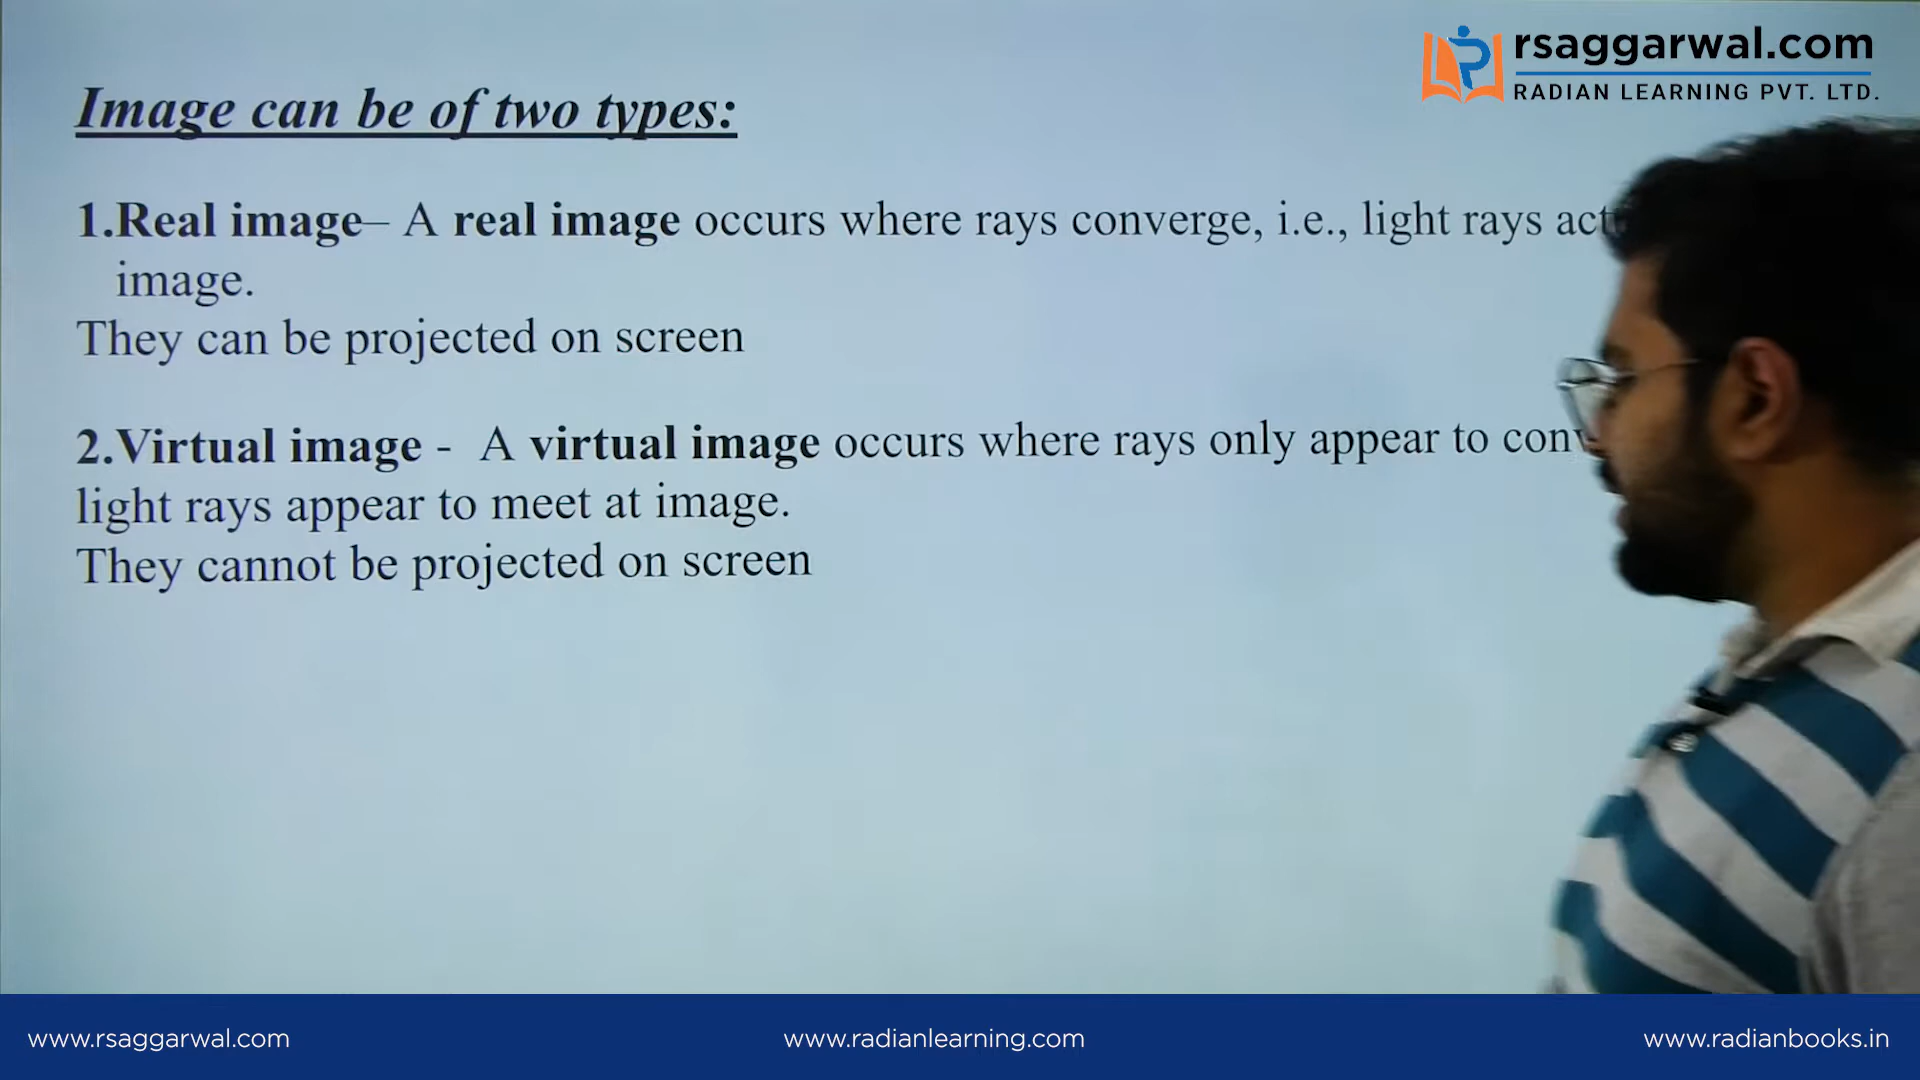 rsaggarwal.com
RADIAN LEARNING PVT. LTD.
Image can be of two types:
1.Real image– A real image occurs where rays converge, i.e., light rays
image.
They can be projected on screen
2.Virtual image - A virtual image occurs where rays only appear to
light rays appear to meet at image.
They cannot be projected on screen
www.rsaggarwal.com
www.radianlearning.com
www.radianbooks.in